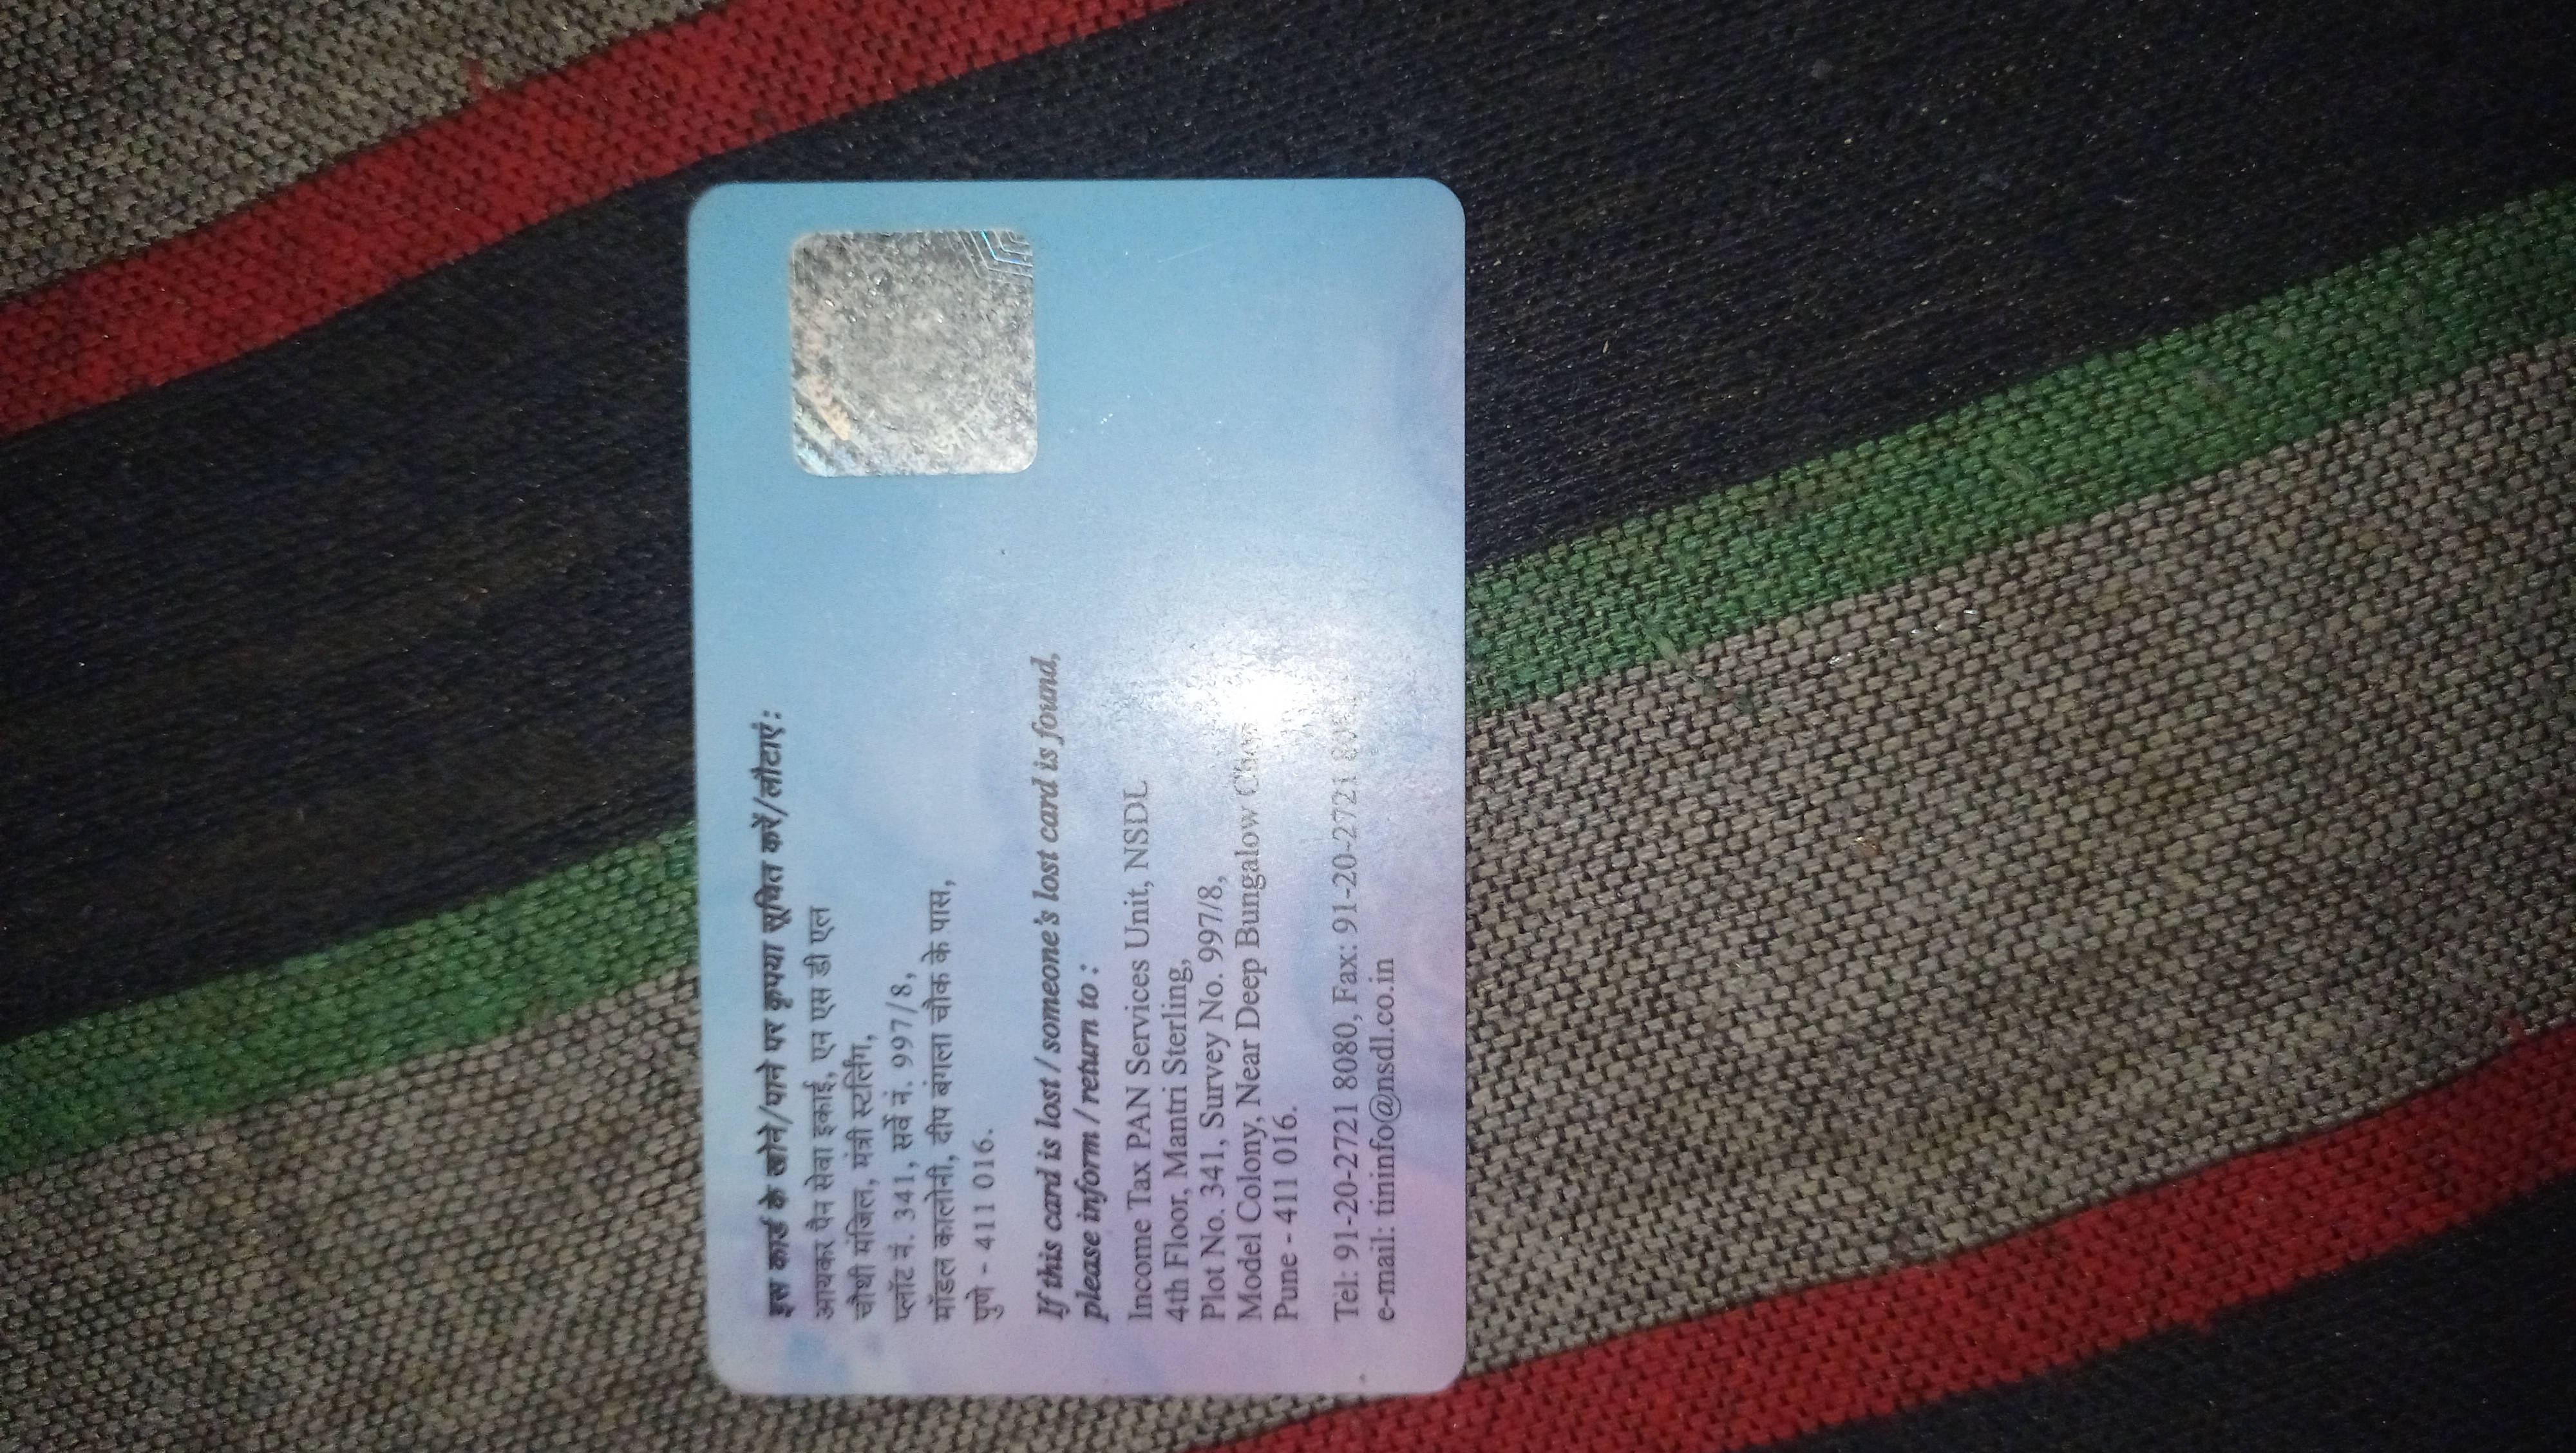 इस कार्ड के खोने/पाने पर कृपया सूचित करें/लौटाएं:
आयकर पैन सेवा इकाई, एन एस डी एल
चौथी मंजिल, मंत्री स्टर्लिंग,
प्लॉट नं. 341, सर्वे नं. 997/8,
मॉडल कालोनी, दीप बंगला चौक के पास,
पुणे - 411 016.
If this card is lost / someone's lost card is found,
please inform / return to :
Income Tax PAN Services Unit, NSDL
4th Floor, Mantri Sterling,
Plot No. 341, Survey No. 997/8,
Model Colony, Near Deep Bungalow
Pune - 411 016.
Tel: 91-20-2721 8080, Fax: 91-20-2721
e-mail: tininfo@nsdl.co.in